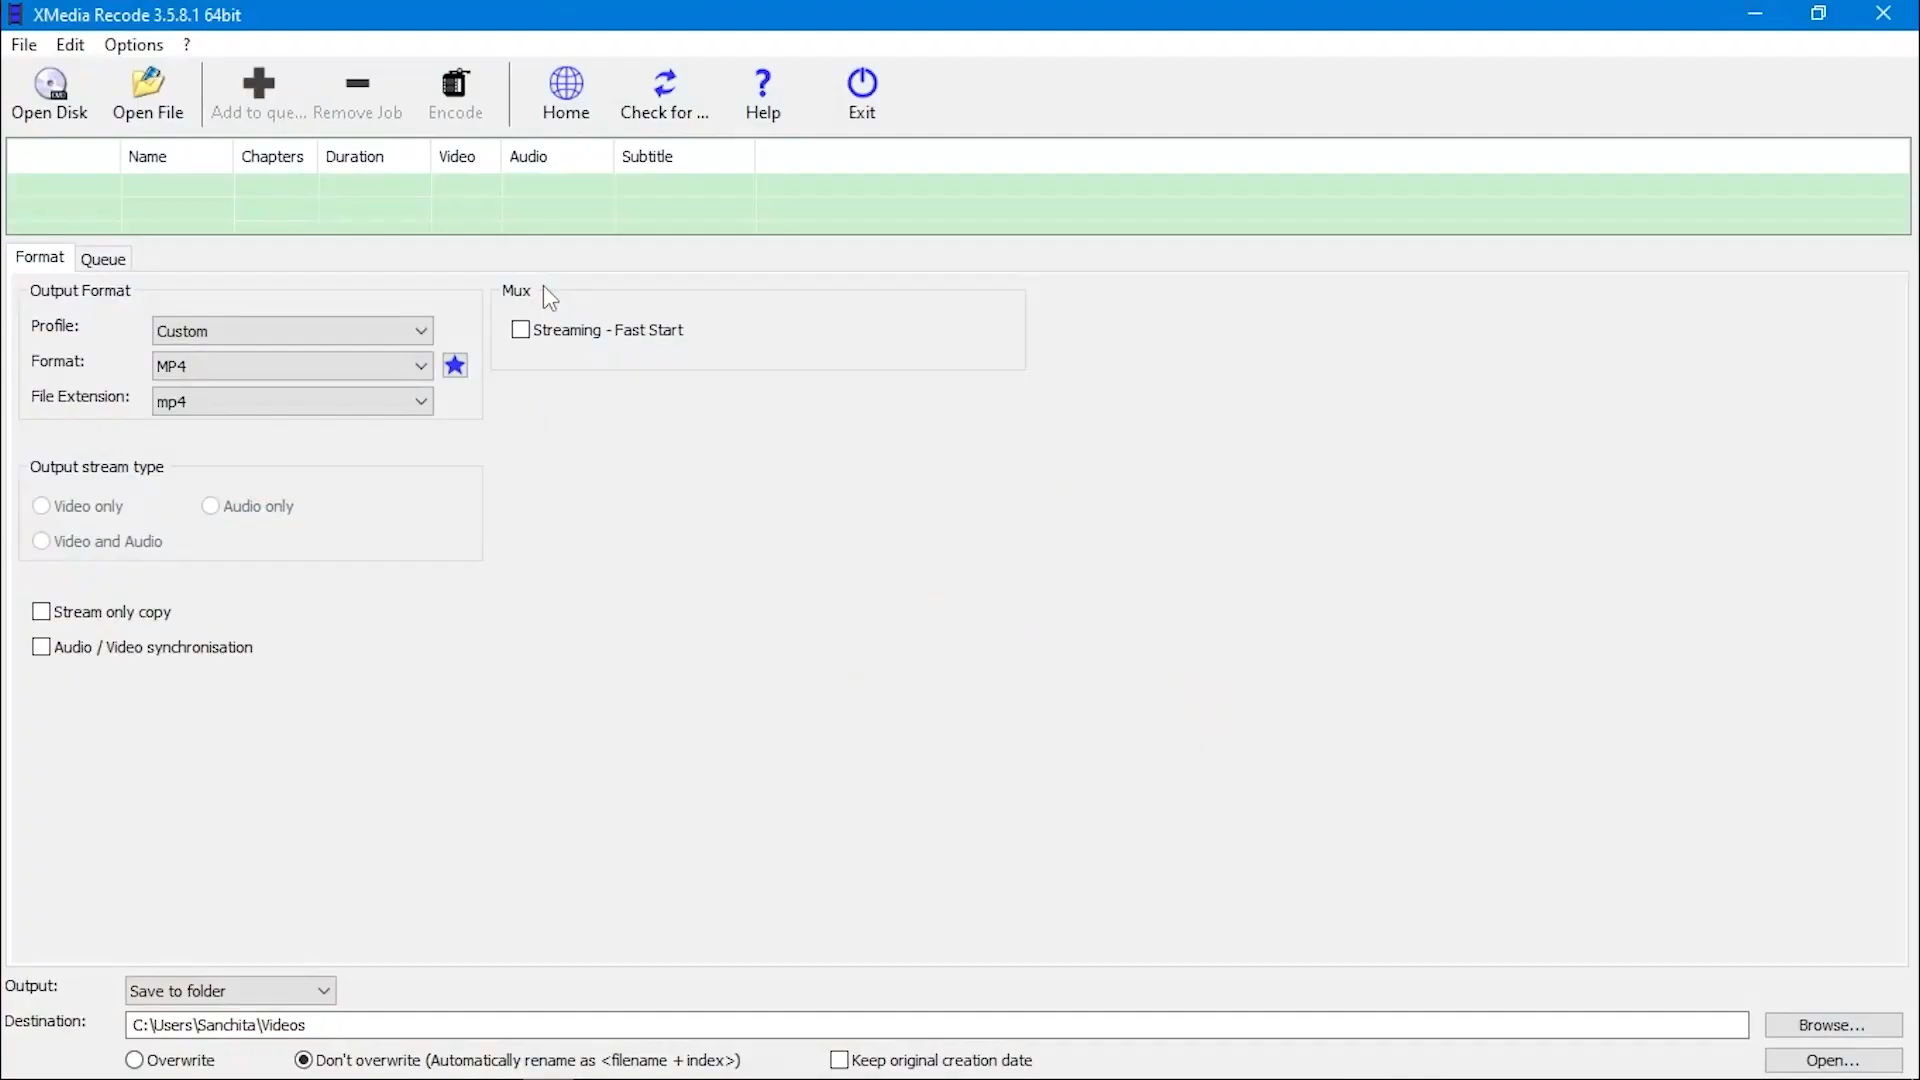 XMedia Recode 3.5.8.1 64bit
File Edit Options ?
Open Disk Open File Add to que... Remove Job Encode Home Check for ... Help Exit
Name Chapters Duration Video Audio Subtitle
Format Queue
Output Format Mux
Profile: Custom Streaming - Fast Start
Format: MP4
File Extension: mp4
Output stream type
Video only Audio only
Video and Audio
Stream only copy
Audio / Video synchronisation
Output: Save to folder
Destination: C:\Users\Sanchita\Videos Browse...
Overwrite Don't overwrite (Automatically rename as <filename +index>) Keep original creation date Open...